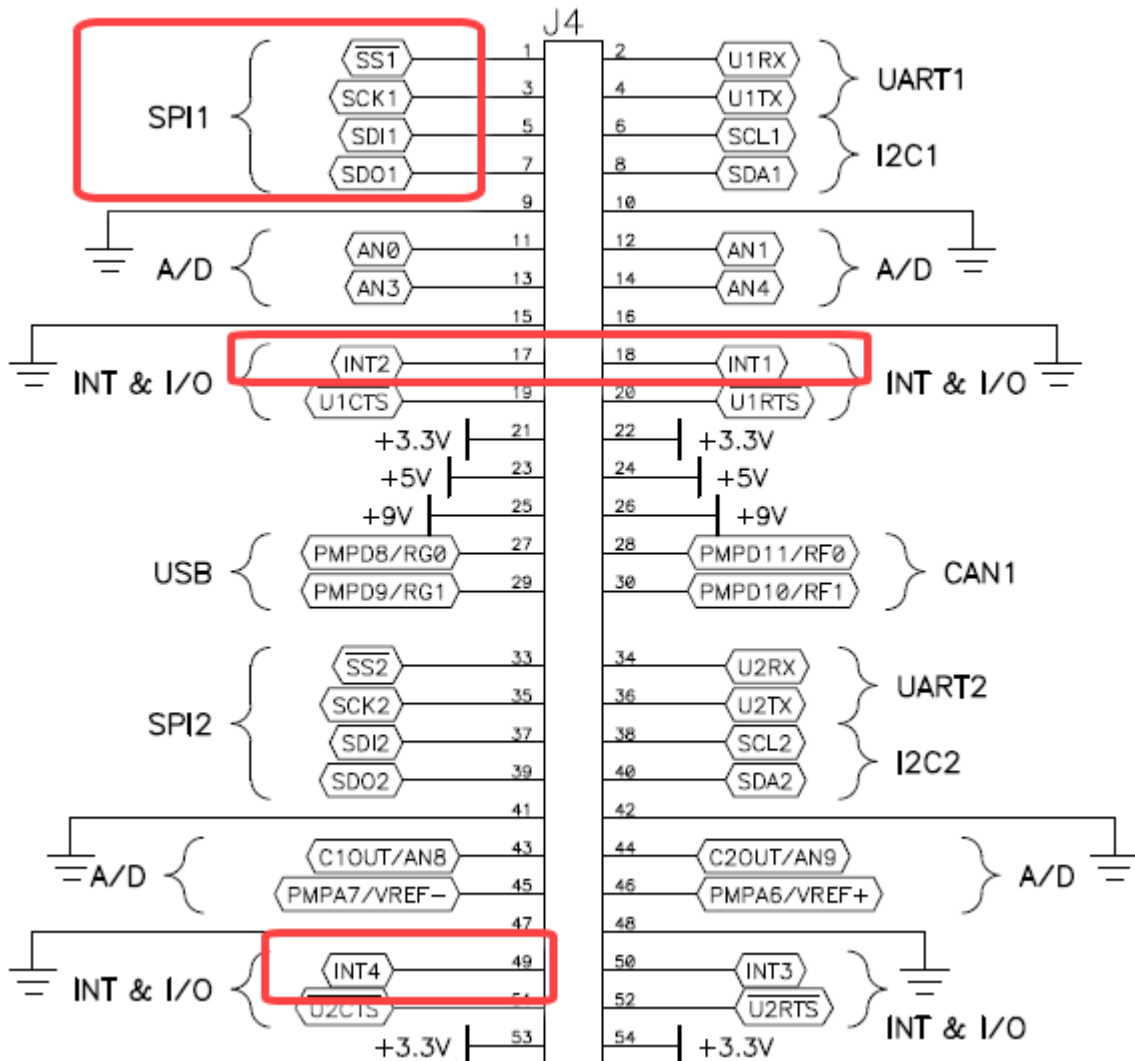 J4
SS1 1 2 U1RX
UART1
SPI1
SCK1 3 4 U1TX
SDI1 5 6 SCL1
I2C1
SDO1 7 8 SDA1
9 10
AN0 11 12 AN1
A/D A/D
AN3 13 14 AN4
15 16
INT2 17 18 INT1
INT & I/O INT & I/O
U1CTS 19 20 U1RTS
+3.3V 21 22 +3.3V
+5V 23 24 +5V
+9V 25 26 +9V
PMPD8/RG0 27 28 PMPD11/RF0
USB CAN1
PMPD9/RG1 29 30 PMPD10/RF1
SS2 33 34 U2RX
UART2
SCK2 35 36 U2TX
SPI2
SDI2 37 38 SCL2
I2C2
SDO2 39 40 SDA2
41 42
C1OUT/AN8 43 44 C2OUT/AN9
A/D A/D
PMPA7/VREF- 45 46 PMPA6/VREF+
47 48
INT4 49 50 INT3
INT & I/O
U2CTS 51 52 U2RTS
INT & I/O
+3.3V 53 54 +3.3V